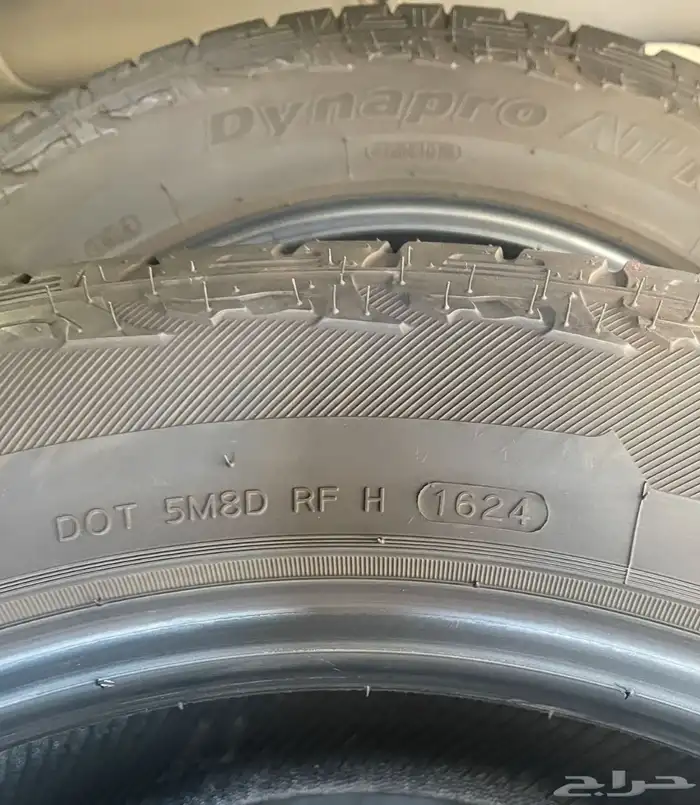 Dynapro AT
DOT 5M8D RF H 1624
حراج